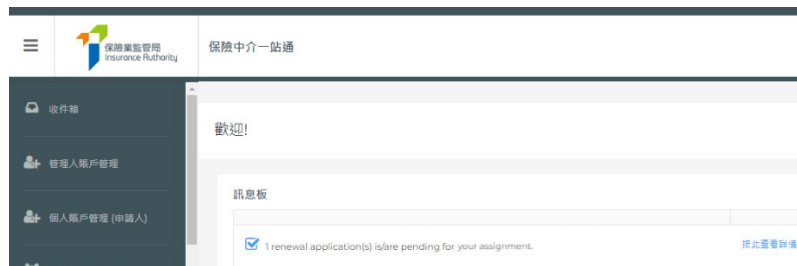 保險業監管局
Insurance Authority
保險中介一站通
收件箱
歡迎!
管理人賬戶管理
訊息板
個人賬戶管理 (申請人)
1 renewal application(s) is/are pending for your assignment.
按此查看詳情